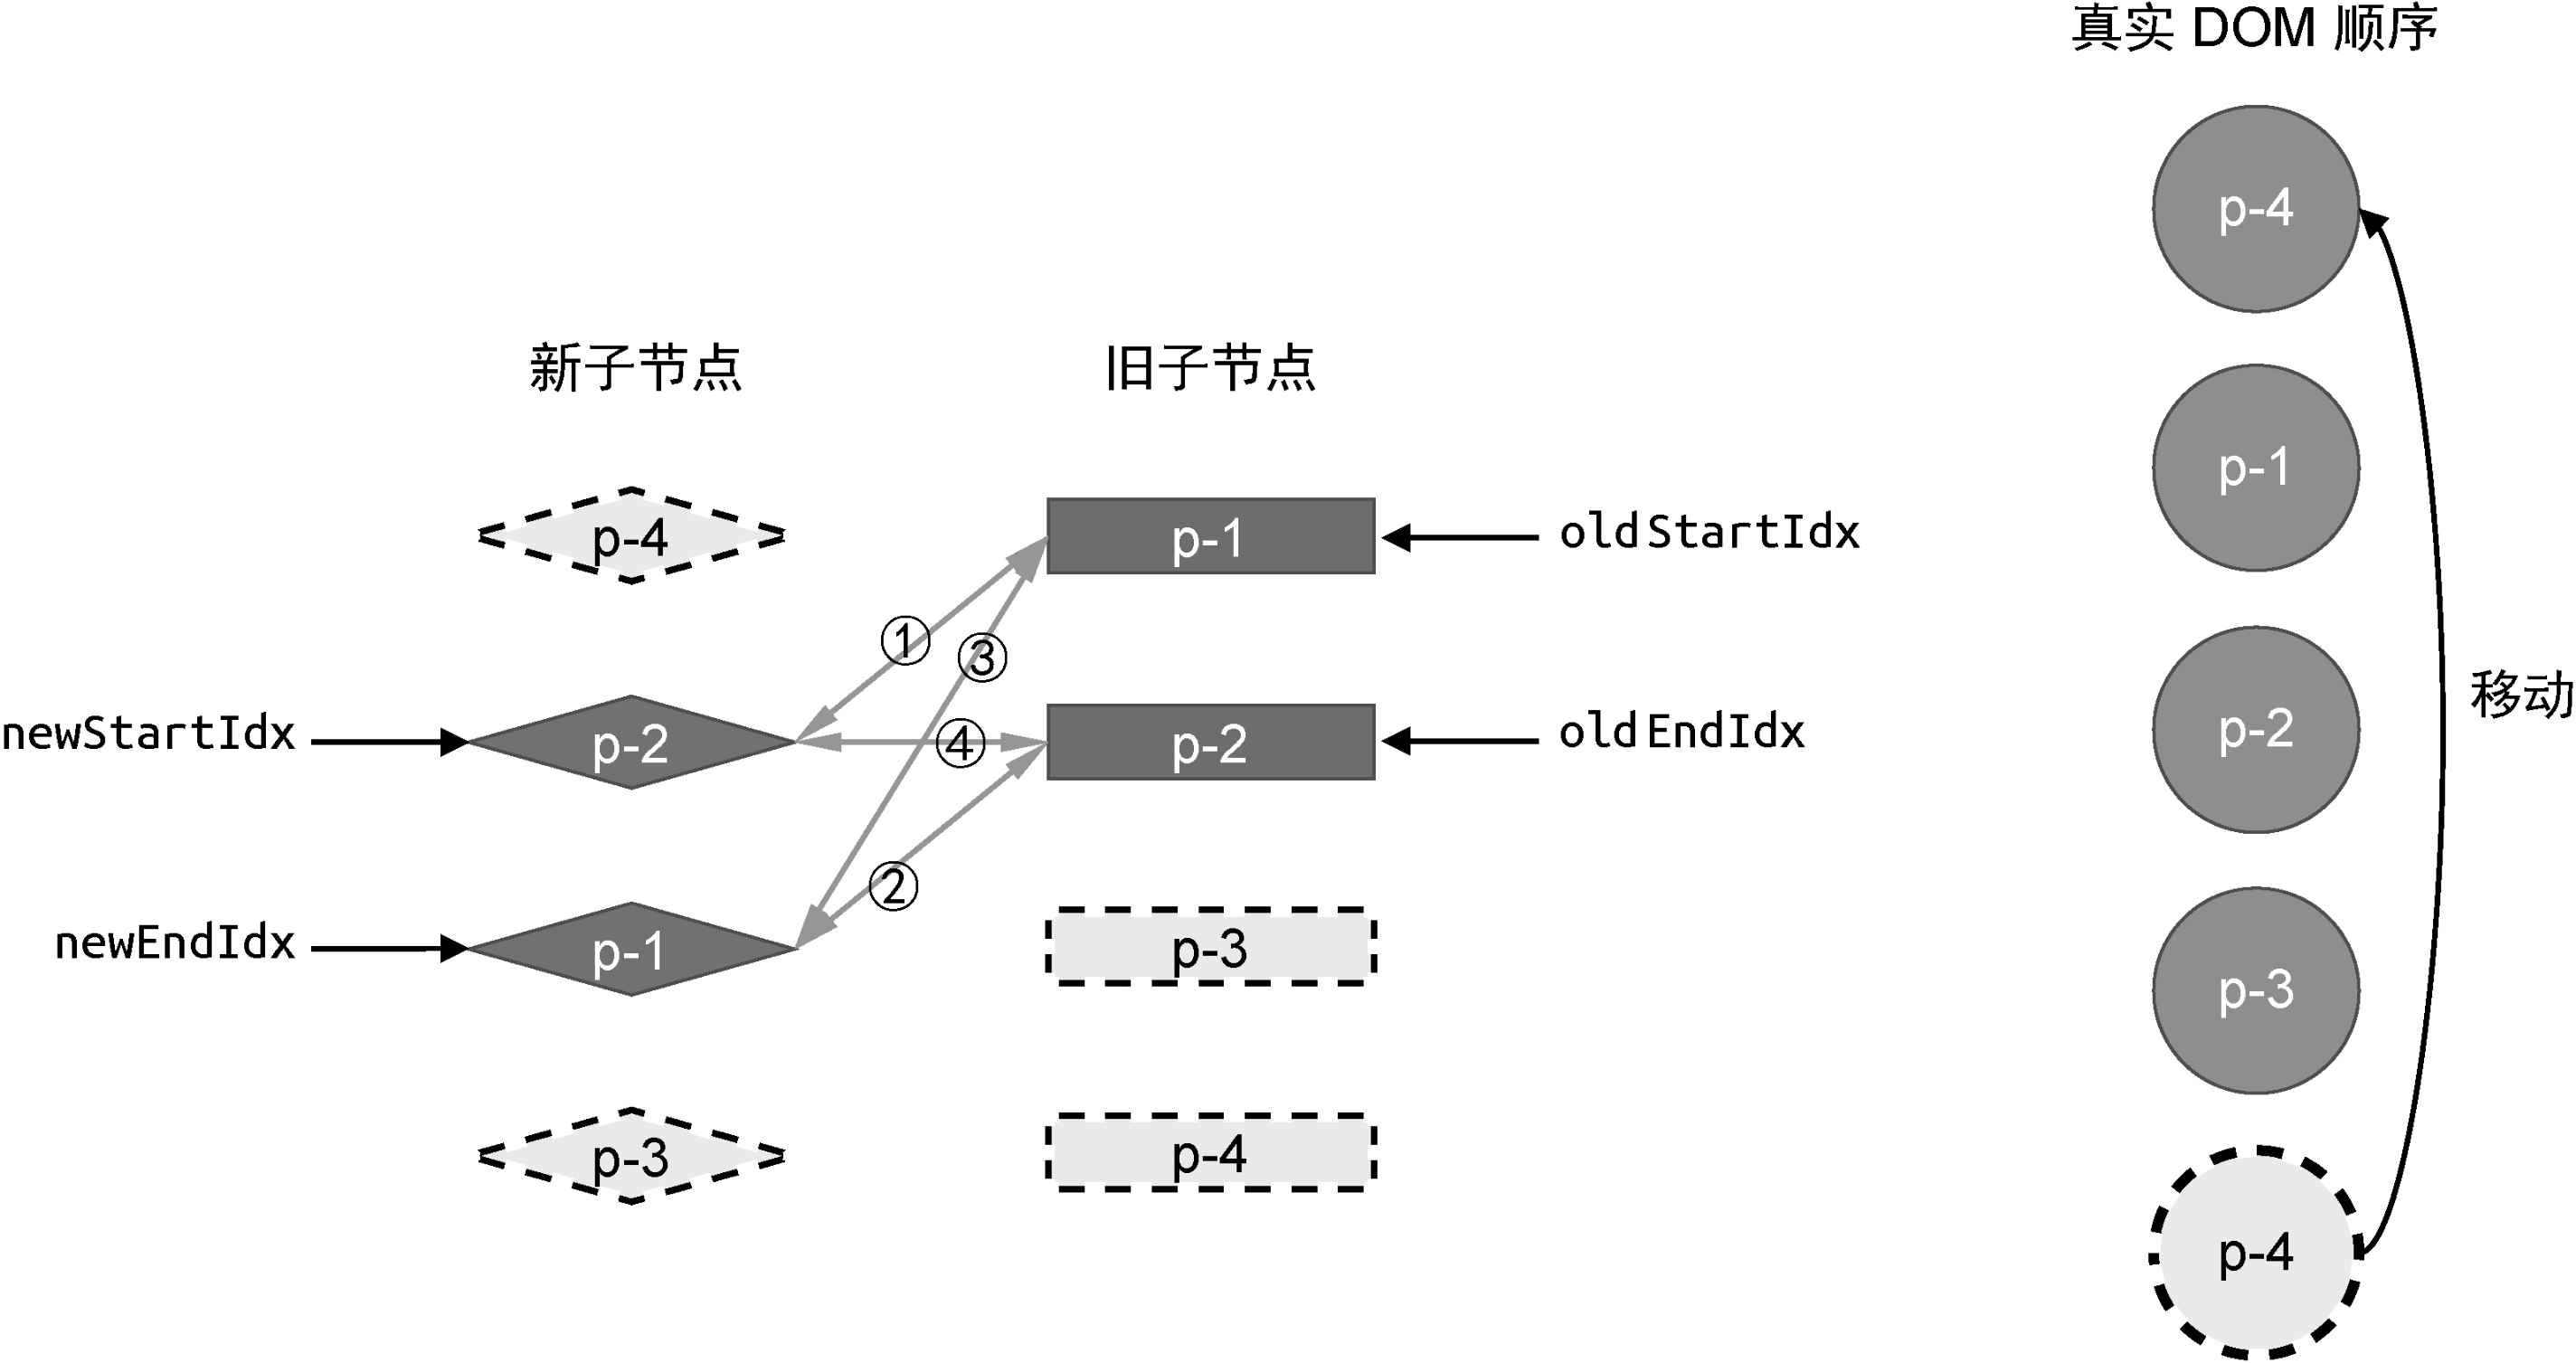 真实 DOM 顺序
p-4
新子节点
旧子节点
p-1
p-4
p-1
oldStartIdx
①
③
移动
newStartIdx
p-2
④
p-2
oldEndIdx
p-2
②
newEndIdx
p-1
p-3
p-3
p-3
p-4
p-4